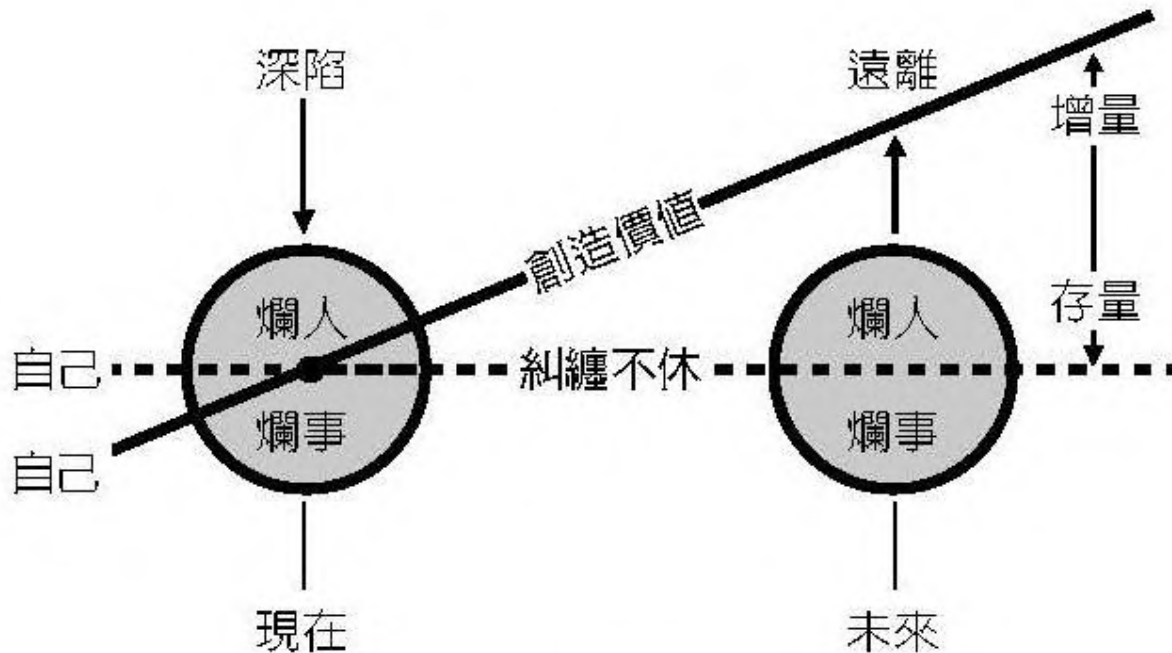 深陷
遠離
增量
創造價值
爛人
爛人
存量
自己
糾纏不休
爛事
爛事
自己
現在
未來